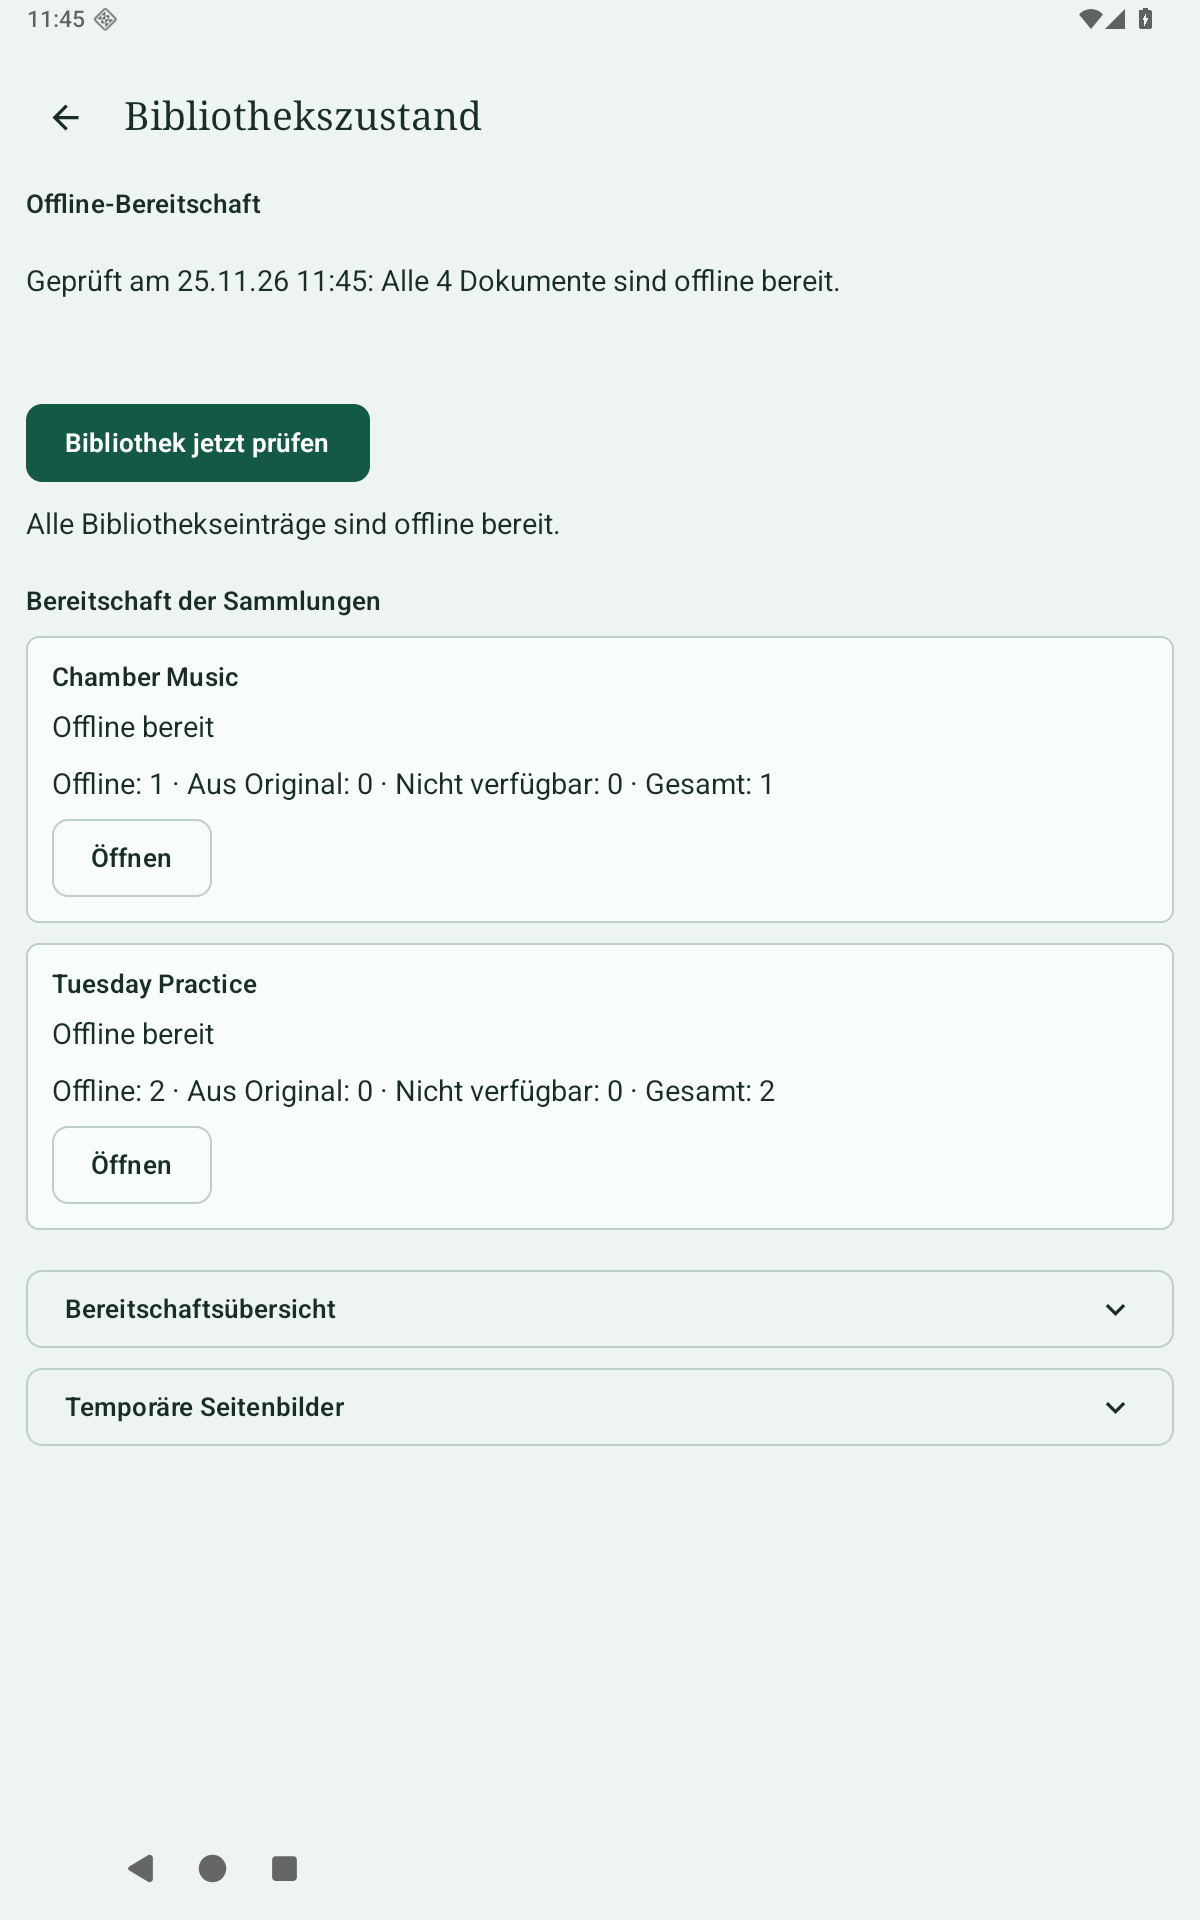 11:45
Bibliothekszustand
Offline-Bereitschaft
Geprüft am 25.11.26 11:45: Alle 4 Dokumente sind offline bereit.
Bibliothek jetzt prüfen
Alle Bibliothekseinträge sind offline bereit.
Bereitschaft der Sammlungen
Chamber Music
Offline bereit
Offline: 1 · Aus Original: 0 · Nicht verfügbar: 0 · Gesamt: 1
Öffnen
Tuesday Practice
Offline bereit
Offline: 2 · Aus Original: 0 · Nicht verfügbar: 0 · Gesamt: 2
Öffnen
Bereitschaftsübersicht
Temporäre Seitenbilder